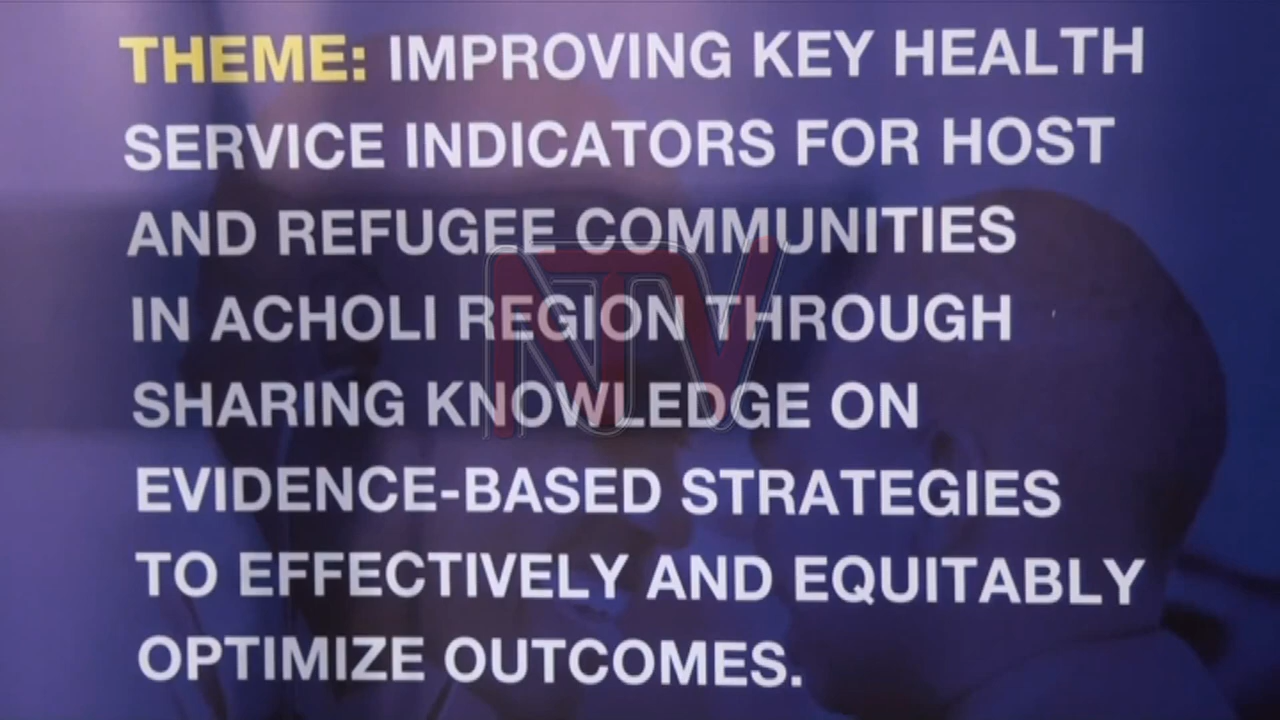 THEME: IMPROVING KEY HEALTH
SERVICE INDICATORS FOR HOST
AND REFUGEE COMMUNITIES
IN ACHOLI REGION THROUGH
SHARING KNOWLEDGE ON
EVIDENCE-BASED STRATEGIES
TO EFFECTIVELY AND EQUITABLY
OPTIMIZE OUTCOMES.
NTV